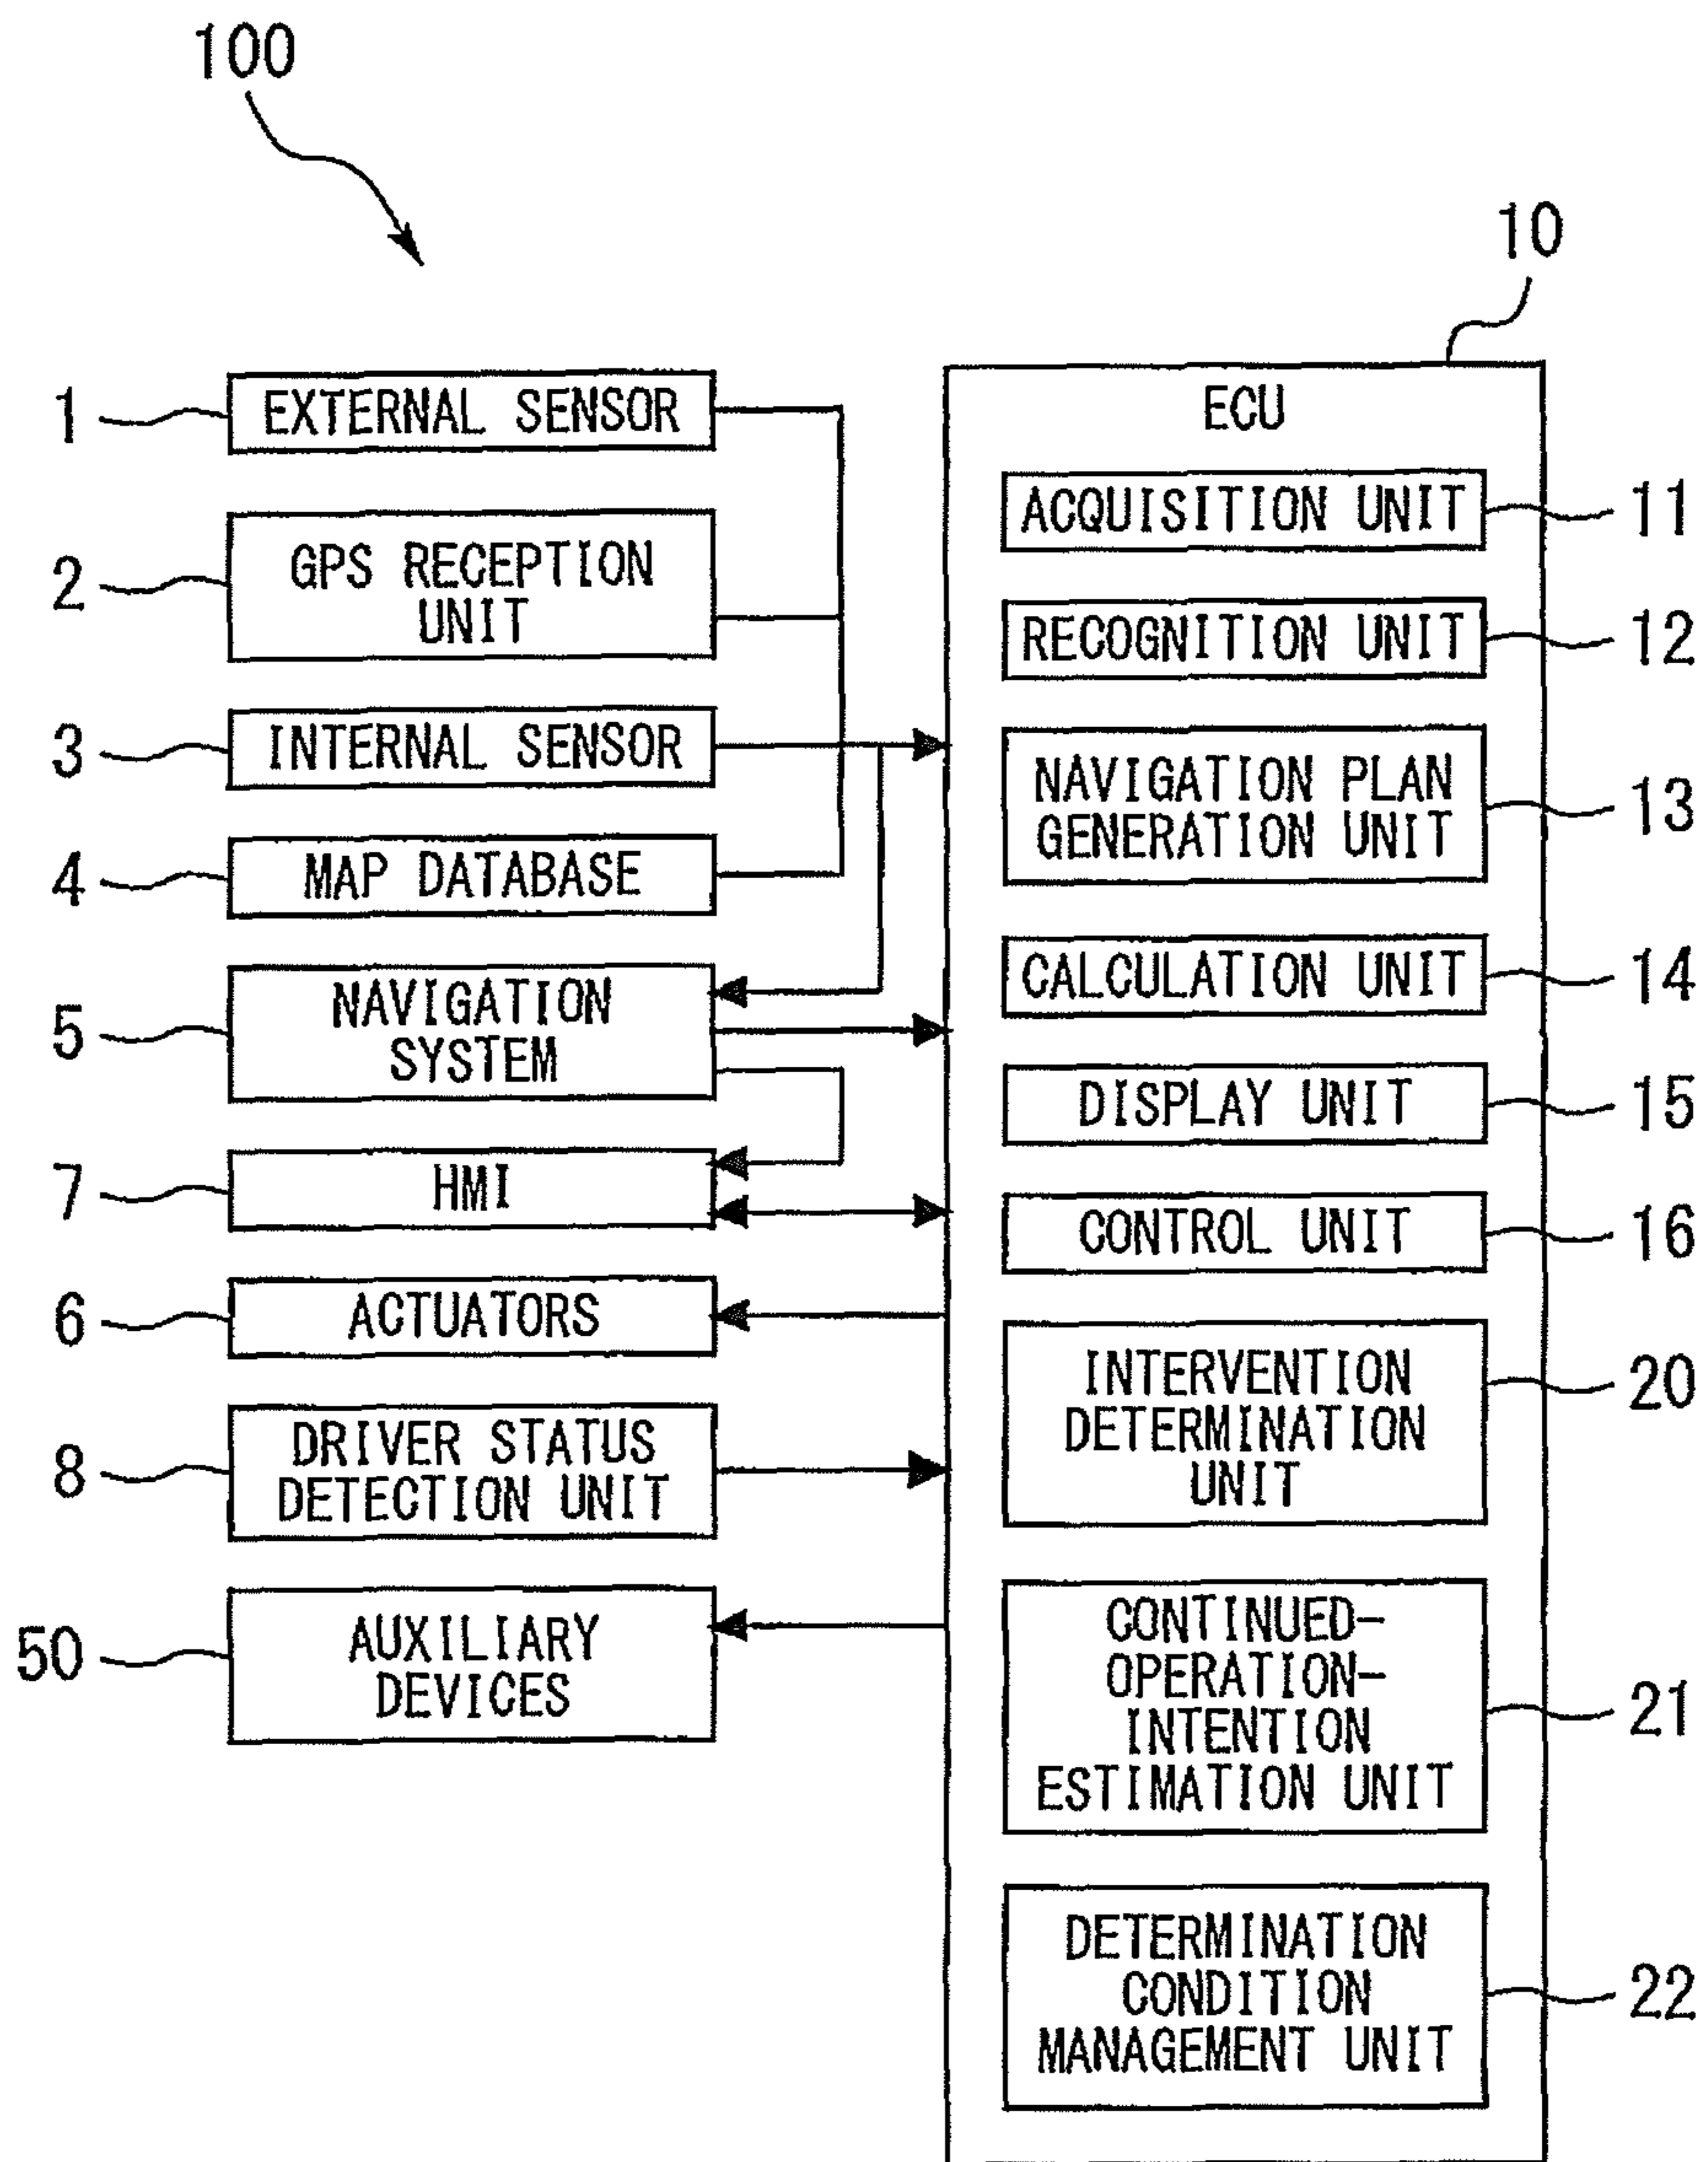 100
10
1
EXTERNAL SENSOR
2
GPS RECEPTION
UNIT
3
INTERNAL SENSOR
4
MAP DATABASE
5
NAVIGATION
SYSTEM
7
HMI
6
ACTUATORS
8
DRIVER STATUS
DETECTION UNIT
50
AUXILIARY
DEVICES
ECU
ACQUISITION UNIT
11
RECOGNITION UNIT
12
NAVIGATION PLAN
GENERATION UNIT
13
CALCULATION UNIT
14
DISPLAY UNIT
15
CONTROL UNIT
16
INTERVENTION
DETERMINATION
UNIT
20
CONTINUED-
OPERATION-
INTENTION
ESTIMATION UNIT
21
DETERMINATION
CONDITION
MANAGEMENT UNIT
22